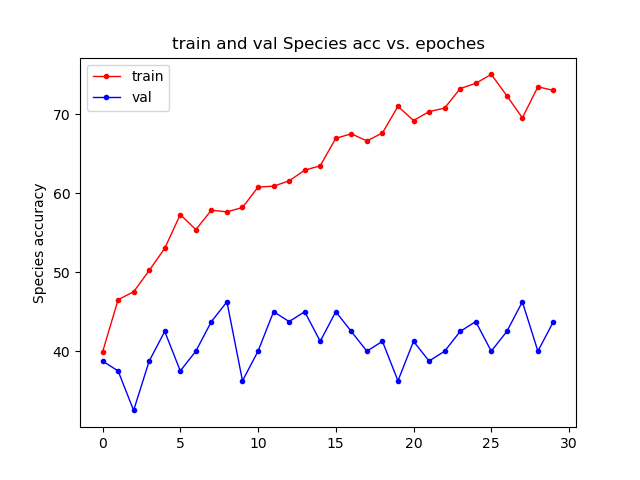 train and val Species acc vs. epoches
train
val
Species accuracy
70
60
50
40
0 5 10 15 20 25 30